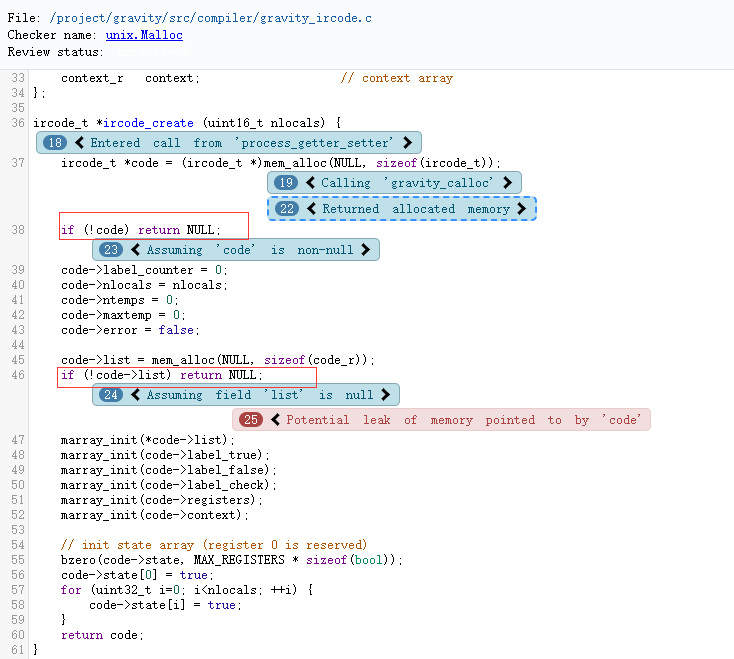 File: /project/gravity/src/compiler/gravity_ircode.c
Checker name: unix.Malloc
Review status:
33 context_r context; // context array
34 };
35
36 ircode_t *ircode_create (uint16_t nlocals) {
18 Entered call from 'process_getter_setter'
37 ircode_t *code = (ircode_t *)mem_alloc(NULL, sizeof(ircode_t));
19 Calling 'gravity_calloc'
22 Returned allocated memory
38 if (!code) return NULL;
23 Assuming 'code' is non-null
39 code->label_counter = 0;
40 code->nlocals = nlocals;
41 code->ntemps = 0;
42 code->maxtemp = 0;
43 code->error = false;
44
45 code->list = mem_alloc(NULL, sizeof(code_r));
46 if (!code->list) return NULL;
24 Assuming field 'list' is null
25 Potential leak of memory pointed to by 'code'
47 marray_init(*code->list);
48 marray_init(code->label_true);
49 marray_init(code->label_false);
50 marray_init(code->label_check);
51 marray_init(code->registers);
52 marray_init(code->context);
53
54 // init state array (register 0 is reserved)
55 bzero(code->state, MAX_REGISTERS * sizeof(bool));
56 code->state[0] = true;
57 for (uint32_t i=0; i<nlocals; ++i) {
58 code->state[i] = true;
59 }
60 return code;
61 }